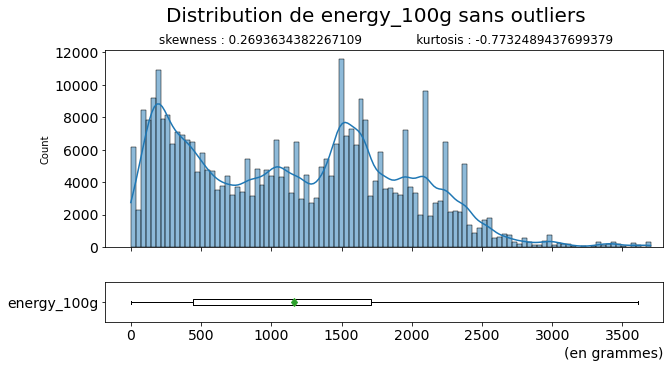 Distribution de energy_100g sans outliers
skewness : 0.2693634382267109 kurtosis : -0.7732489437699379
12000
10000
8000
6000
4000
2000
0
Count
energy_100g
0 500 1000 1500 2000 2500 3000 3500
(en grammes)